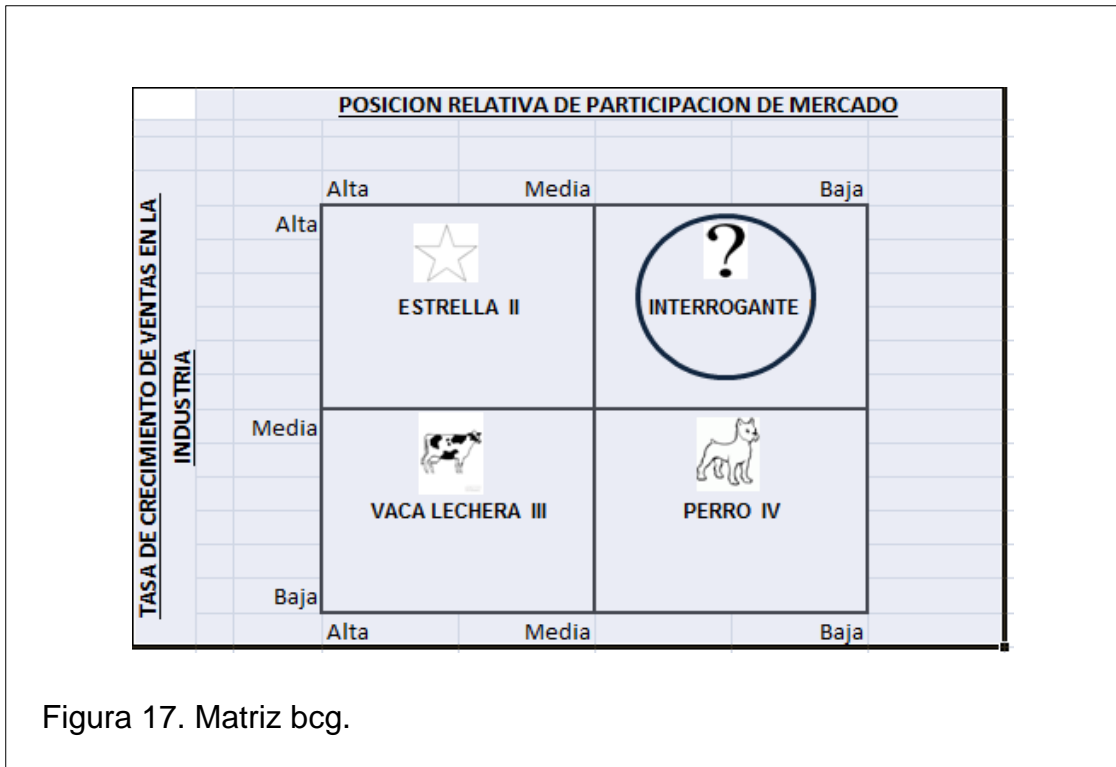 POSICION RELATIVA DE PARTICIPACION DE MERCADO
Alta Media Baja
TASA DE CRECIMIENTO DE VENTAS EN LA
INDUSTRIA
Alta
?
ESTRELLA II
INTERROGANTE I
Media
VACA LECHERA III
PERRO IV
Baja
Alta Media Baja
Figura 17. Matriz bcg.